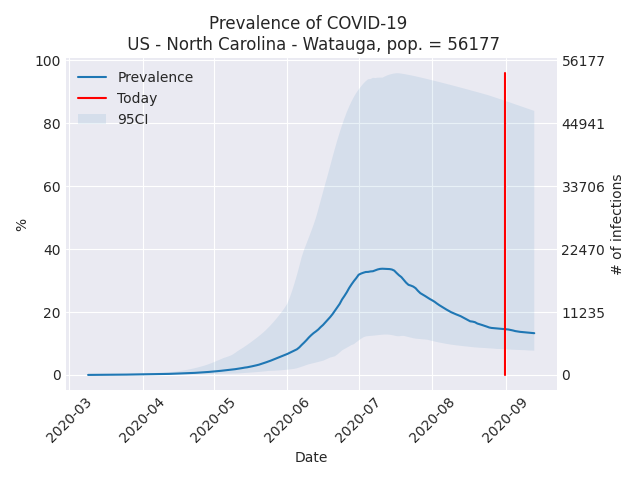 Prevalence of COVID-19
US - North Carolina - Watauga, pop. = 56177
100
80
60
40
20
0
%
56177
44941
33706
22470
11235
0
# of infections
Prevalence
Today
95CI
2020-03
2020-04
2020-05
2020-06
2020-07
2020-08
2020-09
Date